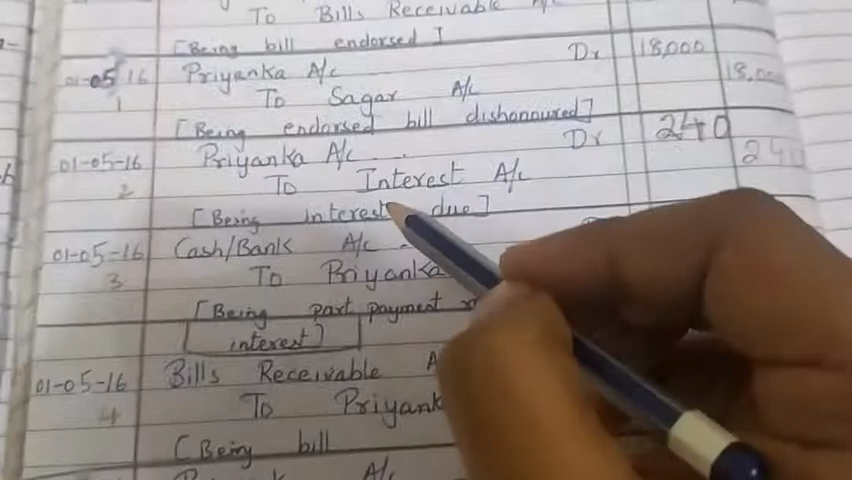 To Bills Receivable A/c
[Being bill endorsed]
01-05-16 Priyanka A/c Dr 18,000
1 To Sagar A/c 18,000
[Being endorsed bill dishonoured]
01-05-16 Priyanka A/c Dr 240
2 To Interest A/c 240
[Being interest due]
01-05-16 Cash/Bank A/c
3 To Priyanka
[Being part payment
interest]
01-05-16 Bills Receivable A
4 To Priyank
[Being bill
A/c